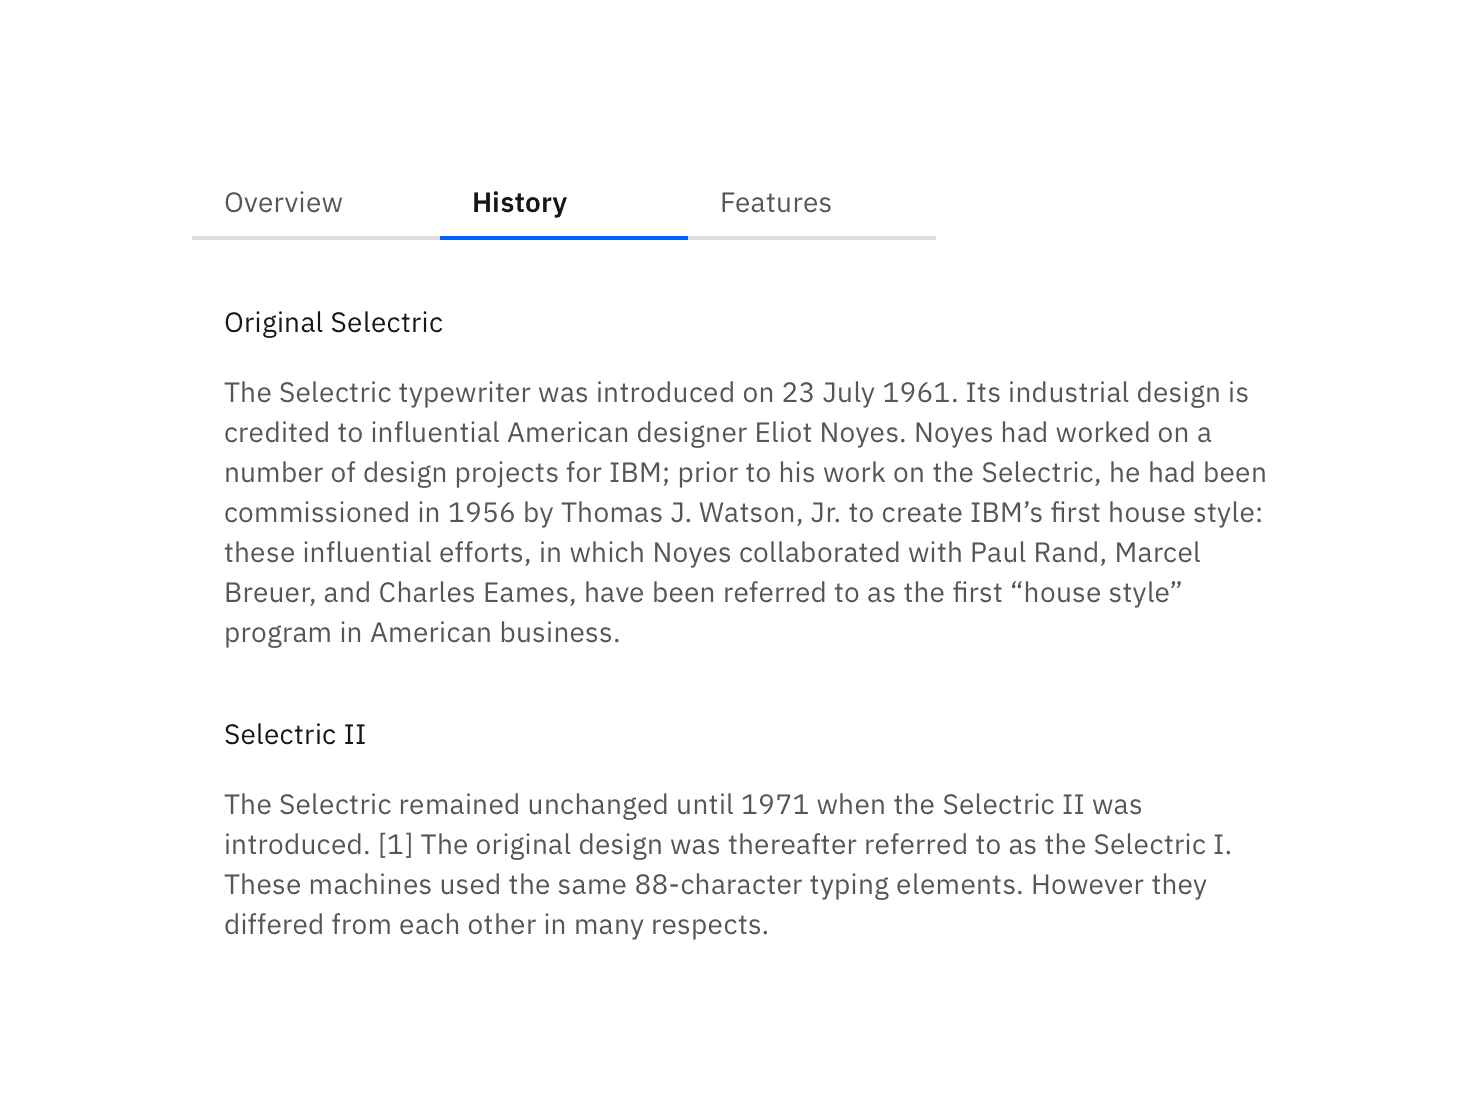 Overview History Features
Original Selectric
The Selectric typewriter was introduced on 23 July 1961. Its industrial design is
credited to influential American designer Eliot Noyes. Noyes had worked on a
number of design projects for IBM; prior to his work on the Selectric, he had been
commissioned in 1956 by Thomas J. Watson, Jr. to create IBM’s first house style:
these influential efforts, in which Noyes collaborated with Paul Rand, Marcel
Breuer, and Charles Eames, have been referred to as the first “house style”
program in American business.
Selectric II
The Selectric remained unchanged until 1971 when the Selectric II was
introduced. [1] The original design was thereafter referred to as the Selectric I.
These machines used the same 88-character typing elements. However they
differed from each other in many respects.